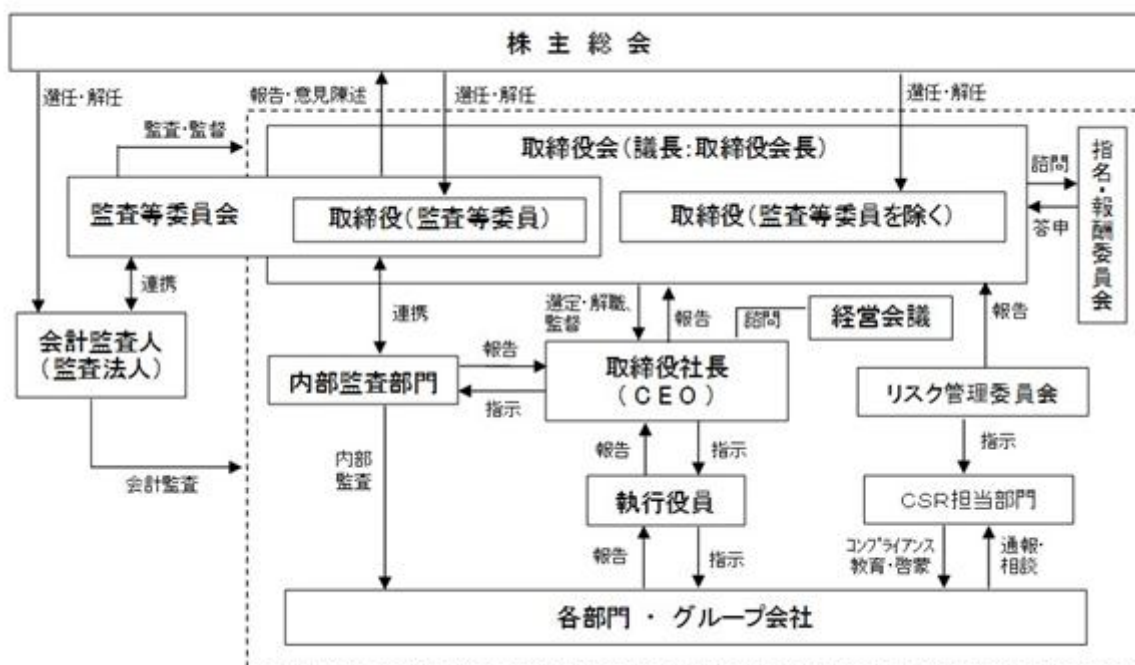 株主総会
選任・解任
報告・意見陳述
選任・解任
選任・解任
監査・監督
取締役会(議長:取締役会長)
監査等委員会
取締役(監査等委員)
取締役(監査等委員を除く)
諮問
答申
指名・報酬委員会
連携
連携
選定・解職、
監督
報告
諮問
経営会議
報告
会計監査人
(監査法人)
内部監査部門
報告
指示
取締役社長
(CEO)
リスク管理委員会
会計監査
内部
監査
報告
指示
指示
執行役員
CSR担当部門
報告
指示
コンプライアンス
教育・啓蒙
通報・
相談
各部門・グループ会社